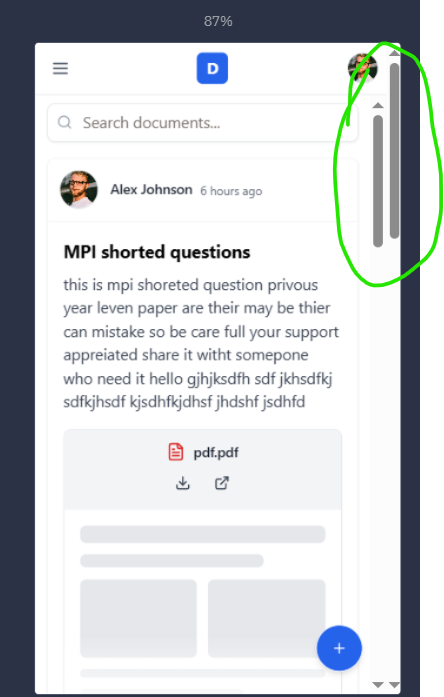 87%
D
Search documents...
Alex Johnson 6 hours ago
MPI shorted questions
this is mpi shoreted question privous
year leven paper are their may be thier
can mistake so be care full your support
appreiated share it witht somepone
who need it hello gjhjksdfh sdf jkhsdfkj
sdfkjhsdf kjsdhfkjdhsf jhdshf jsdhfd
pdf.pdf